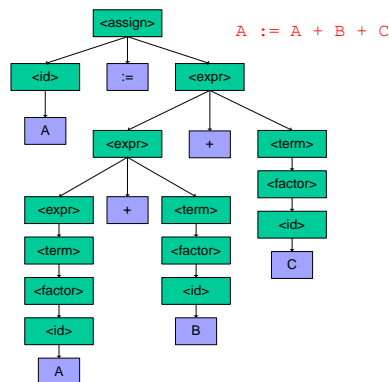 <assign>
A := A + B + C
<id> := <expr>
A <expr> + <term>
<factor>
<expr> + <term> <id>
<term> <factor> C
<factor> <id>
<id> B
A